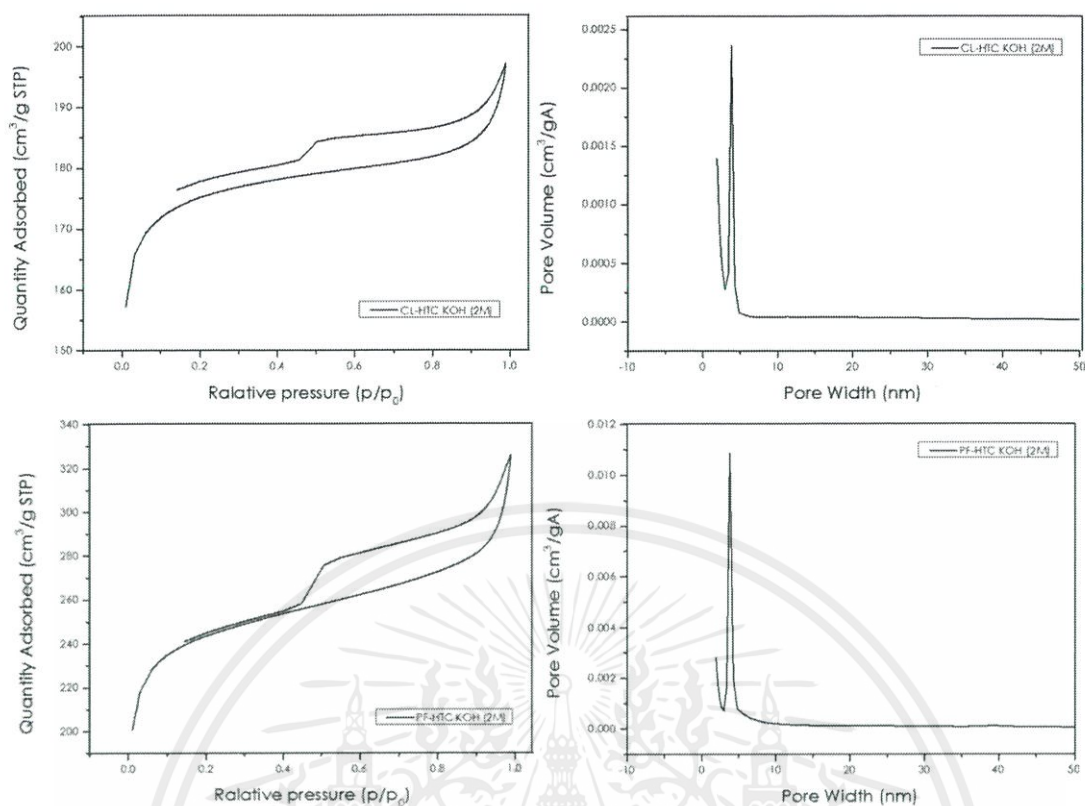 Quantity Adsorbed (cm³/g STP)
200
190
180
170
160
150
0.0 0.2 0.4 0.6 0.8 1.0
Ralative pressure (p/p₀)
CL-HTC KOH (2M)
Pore Volume (cm³/gA)
0.0025
0.0020
0.0015
0.0010
0.0005
0.0000
-10 0 10 20 30 40 50
Pore Width (nm)
CL-HTC KOH (2M)
Quantity Adsorbed (cm³/g STP)
340
320
300
280
260
240
220
200
0.0 0.2 0.4 0.6 0.8 1.0
Ralative pressure (p/p₀)
PF-HTC KOH (2M)
Pore Volume (cm³/gA)
0.012
0.010
0.008
0.006
0.004
0.002
0.000
-10 0 10 20 30 40 50
Pore Width (nm)
PF-HTC KOH (2M)